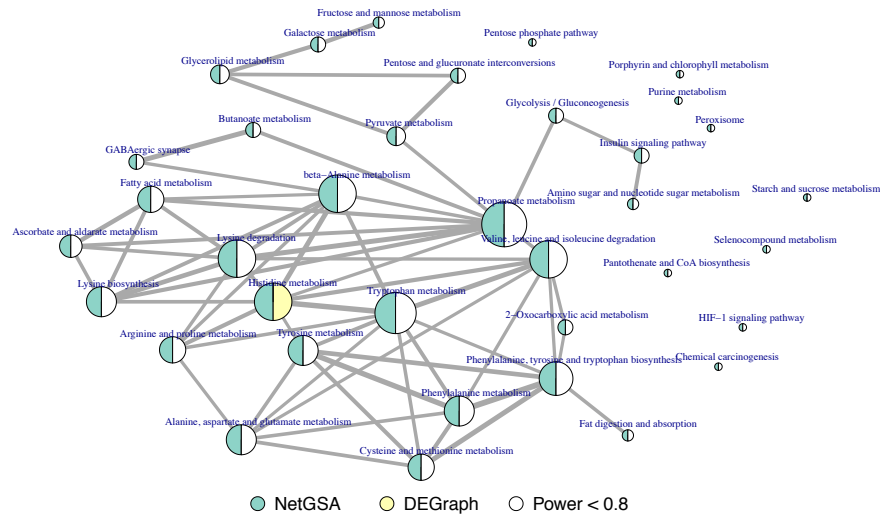 Fructose and mannose metabolism
Galactose metabolism
Pentose phosphate pathway
Glycerolipid metabolism
Pentose and glucuronate interconversions
Porphyrin and chlorophyll metabolism
Purine metabolism
Glycolysis / Gluconeogenesis
Butanoate metabolism
Pyruvate metabolism
Peroxisome
Insulin signaling pathway
GABAergic synapse
beta−Alanine metabolism
Fatty acid metabolism
Propanoate metabolism
Amino sugar and nucleotide sugar metabolism
Starch and sucrose metabolism
Ascorbate and aldarate metabolism
Lysine degradation
Valine, leucine and isoleucine degradation
Selenocompound metabolism
Pantothenate and CoA biosynthesis
Lysine biosynthesis
Histidine metabolism
Tryptophan metabolism
2−Oxocarboxylic acid metabolism
HIF−1 signaling pathway
Arginine and proline metabolism
Tyrosine metabolism
Phenylalanine, tyrosine and tryptophan biosynthesis
Chemical carcinogenesis
Phenylalanine metabolism
Alanine, aspartate and glutamate metabolism
Fat digestion and absorption
Cysteine and methionine metabolism
NetGSA DEGraph Power < 0.8